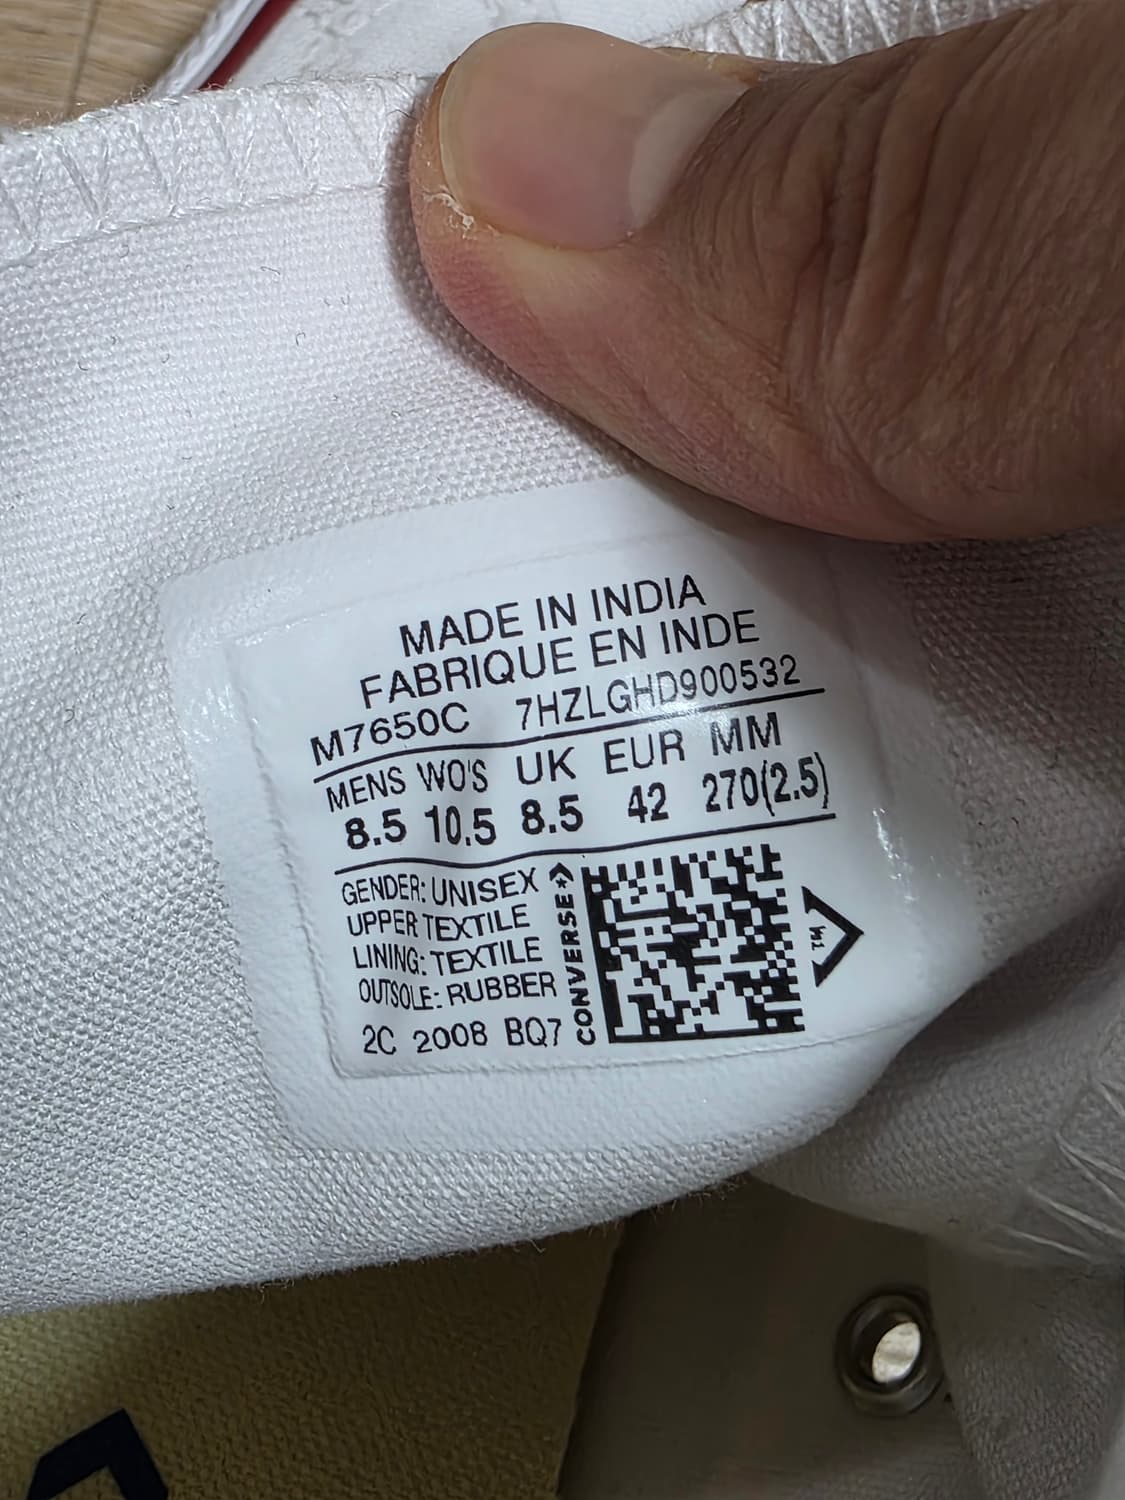 MADE IN INDIA
FABRIQUE EN INDE
M7650C 7HZLGHD900532
MENS WO'S UK EUR MM
8.5 10.5 8.5 42 270(2.5)
GENDER: UNISEX
UPPER TEXTILE
LINING: TEXTILE
OUTSOLE: RUBBER
2C 2008 BQ7
CONVERSE